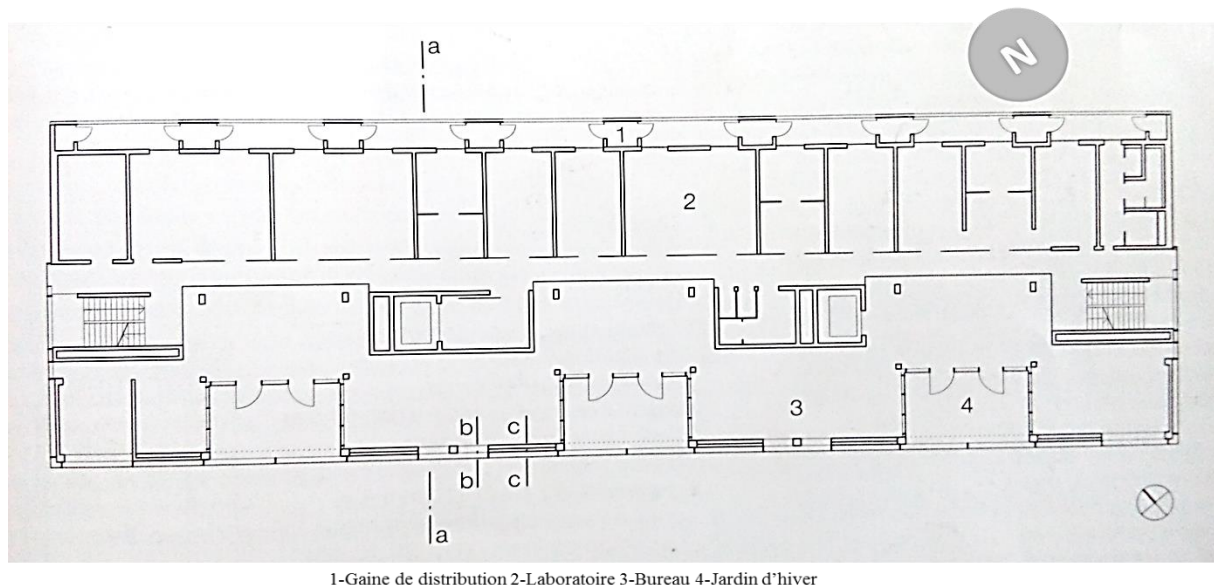 a
N
1
2
3
4
b
c
b
c
a
1-Gaine de distribution 2-Laboratoire 3-Bureau 4-Jardin d’hiver